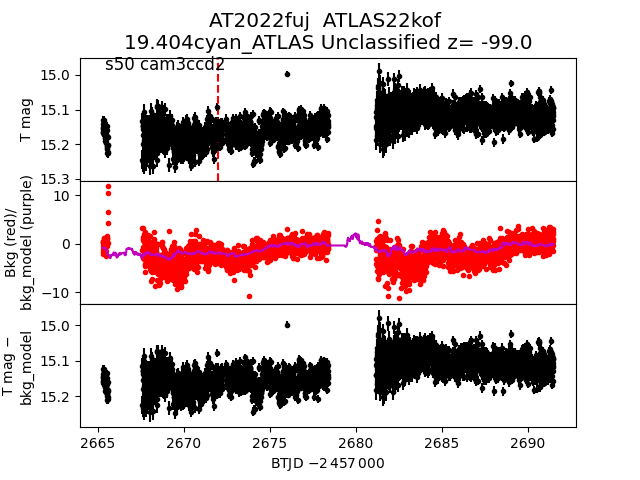 AT2022fuj  ATLAS22kof
19.404cyan_ATLAS Unclassified z= -99.0
s50 cam3ccd2
15.0
15.1
15.2
15.3
T mag
10
0
−10
Bkg (red)/
bkg_model (purple)
15.0
15.1
15.2
T mag −
bkg_model
2665
2670
2675
2680
2685
2690
BTJD −2 457 000